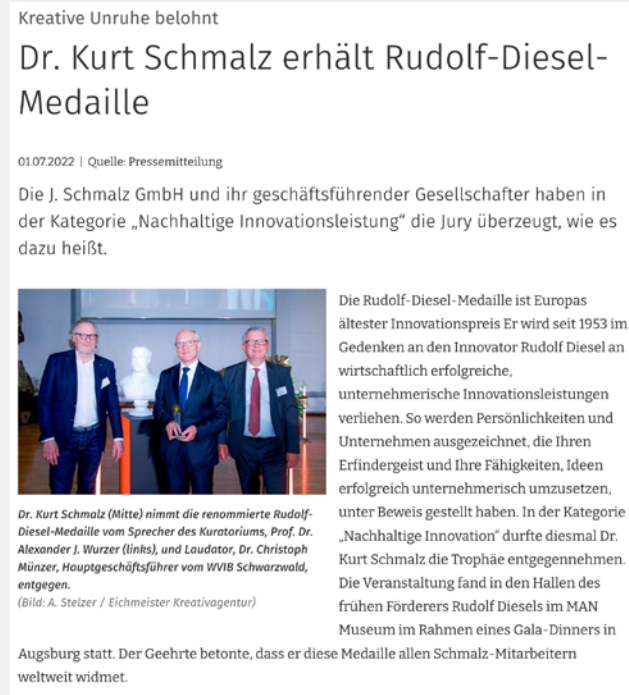 Kreative Unruhe belohnt
Dr. Kurt Schmalz erhält Rudolf-Diesel-
Medaille
01.07.2022 | Quelle: Pressemitteilung
Die J. Schmalz GmbH und ihr geschäftsführender Gesellschafter haben in
der Kategorie „Nachhaltige Innovationsleistung“ die Jury überzeugt, wie es
dazu heißt.
Dr. Kurt Schmalz (Mitte) nimmt die renommierte Rudolf-
Diesel-Medaille vom Sprecher des Kuratoriums, Prof. Dr.
Alexander J. Wurzer (links), und Laudator, Dr. Christoph
Münzer, Hauptgeschäftsführer vom WVIB Schwarzwald,
entgegen.
(Bild: A. Stelzer / Eichmeister Kreativagentur)
Die Rudolf-Diesel-Medaille ist Europas
ältester Innovationspreis Er wird seit 1953 im
Gedenken an den Innovator Rudolf Diesel an
wirtschaftlich erfolgreiche,
unternehmerische Innovationsleistungen
verliehen. So werden Persönlichkeiten und
Unternehmen ausgezeichnet, die Ihren
Erfindergeist und Ihre Fähigkeiten, Ideen
erfolgreich unternehmerisch umzusetzen,
unter Beweis gestellt haben. In der Kategorie
„Nachhaltige Innovation“ durfte diesmal Dr.
Kurt Schmalz die Trophäe entgegennehmen.
Die Veranstaltung fand in den Hallen des
frühen Förderers Rudolf Diesels im MAN
Museum im Rahmen eines Gala-Dinners in
Augsburg statt. Der Geehrte betonte, dass er diese Medaille allen Schmalz-Mitarbeitern
weltweit widmet.